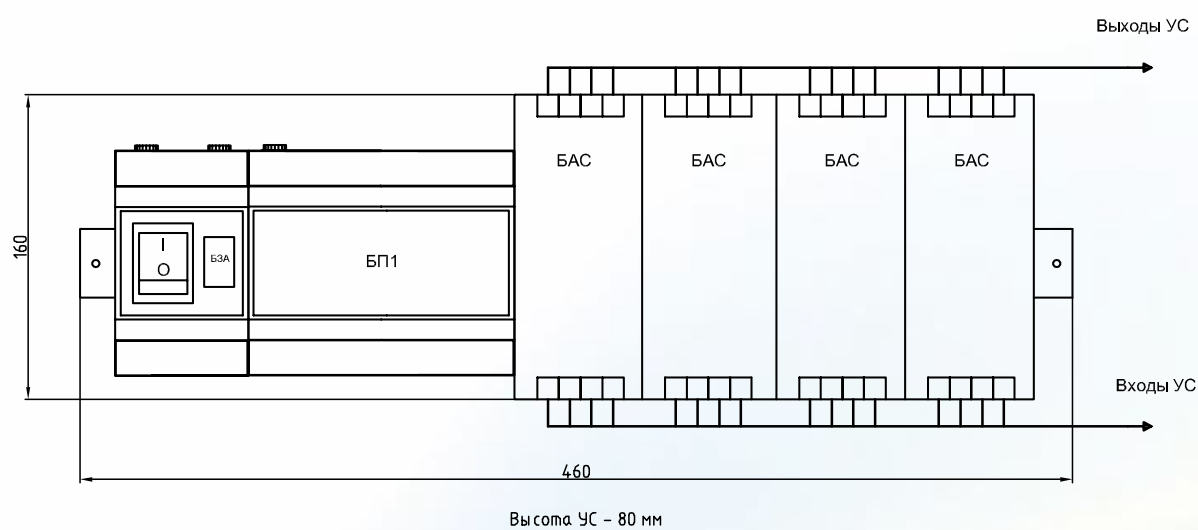 Выходы УС
БАС БАС БАС БАС
160
I
O
БЗА
БП1
Входы УС
460
Высота УС - 80 мм